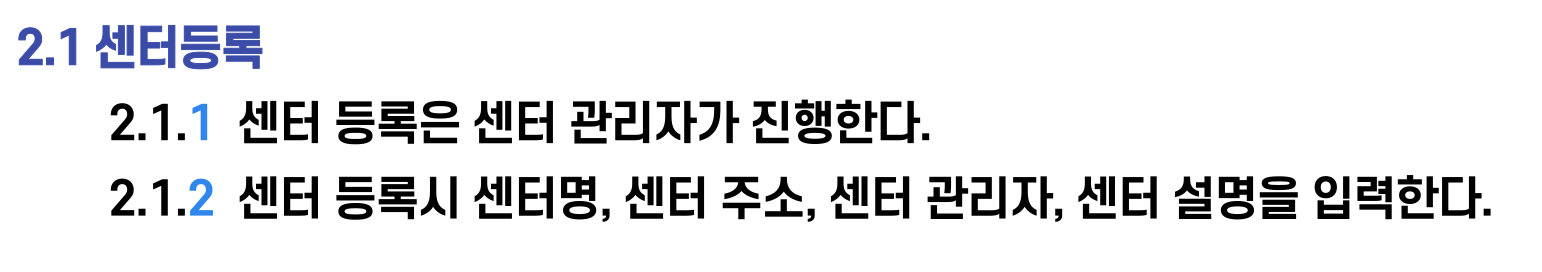 2.1 센터등록
2.1.1 센터 등록은 센터 관리자가 진행한다.
2.1.2 센터 등록시 센터명, 센터 주소, 센터 관리자, 센터 설명을 입력한다.